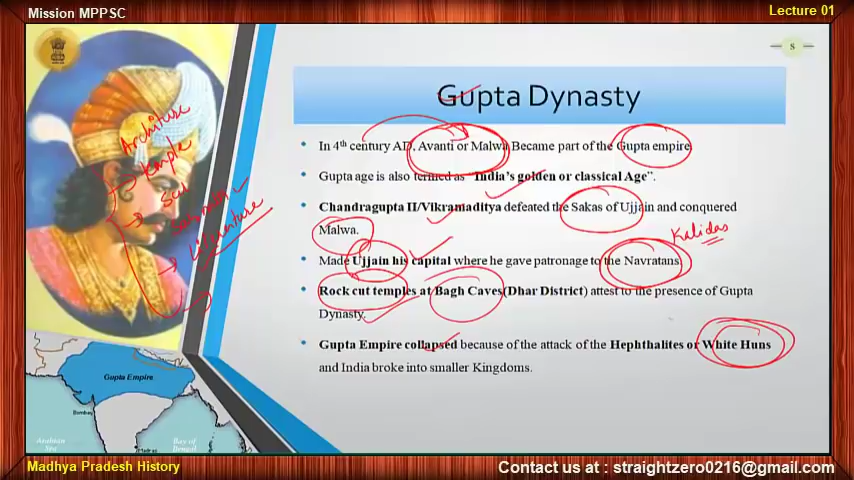 Mission MPPSC
Lecture 01
S
Gupta Dynasty
• In 4th century AD, Avanti or Malwa Became part of the Gupta empire.
• Gupta age is also termed as "India's golden or classical Age".
• Chandragupta II/Vikramaditya defeated the Sakas of Ujjain and conquered
Malwa.
Kalidas
• Made Ujjain his capital where he gave patronage to the Navratans.
• Rock cut temples at Bagh Caves(Dhar District) attest to the presence of Gupta
Dynasty.
• Gupta Empire collapsed because of the attack of the Hephthalites or White Huns
and India broke into smaller Kingdoms.
Temple
Literature
Gupta Empire
Bombay
Arabian
Sea
Bay of
Bengal
Madras
Madhya Pradesh History
Contact us at : straightzero0216@gmail.com